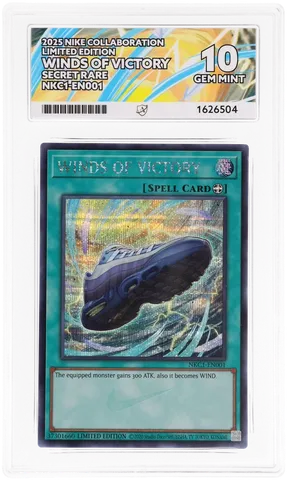 2025 NIKE COLLABORATION
LIMITED EDITION
WINDS OF VICTORY
SECRET RARE
NKC1-EN001
10
GEM MINT
1626504
WINDS OF VICTORY
[SPELL CARD]
NKC1-EN001
The equipped monster gains 300 ATK, also it becomes WIND.
57301660 LIMITED EDITION